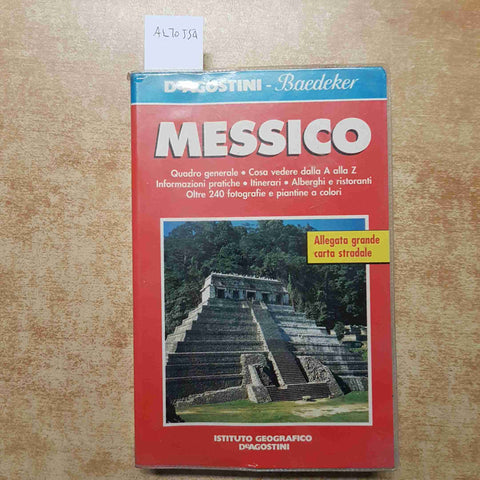 ALTO5SA
DeAGOSTINI - Baedeker
MESSICO
Quadro generale • Cosa vedere dalla A alla Z
Informazioni pratiche • Itinerari • Alberghi e ristoranti
Oltre 240 fotografie e piantine a colori
Allegata grande
carta stradale
ISTITUTO GEOGRAFICO
DeAGOSTINI